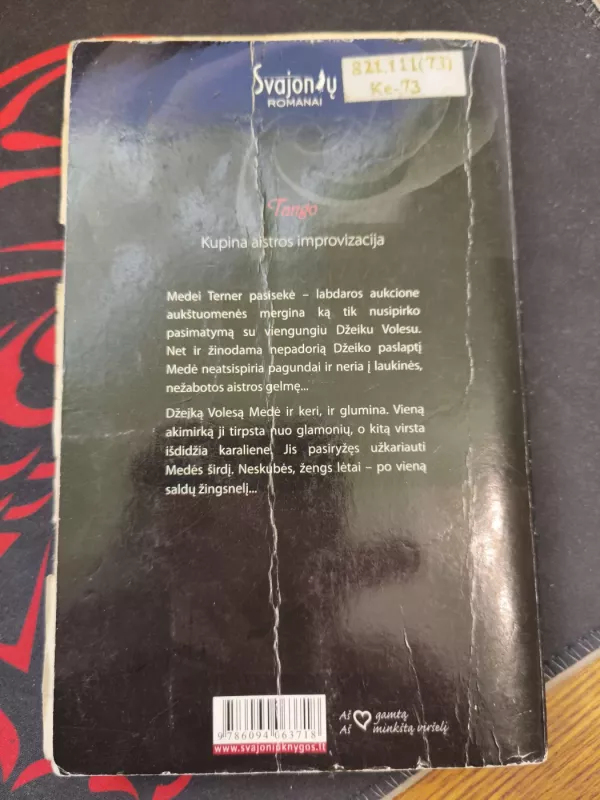 Svajonių
ROMANAI
821.111(73)
Ke-73
Tango
Kupina aistros improvizacija
Medei Terner pasisekė – labdaros aukcione
aukštuomenės mergina ką tik nusipirko
pasimatymą su viengungiu Džeiku Volesu.
Net ir žinodama nepadorią Džeiko paslaptį
Medė neatsispiria pagundai ir neria į laukinės,
nežabotos aistros gelmę...
Džeiką Volesą Medė ir keri, ir glumina. Vieną
akimirką ji tirpsta nuo glamonių, o kitą virsta
išdidžia karaliene. Jis pasiryžęs užkariauti
Medės širdį. Neskubės, žengs lėtai – po vieną
saldų žingsnelį...
9 786094 063718
www.svajoniuknygos.lt
Aš gamtą
Aš minkštą viršelį